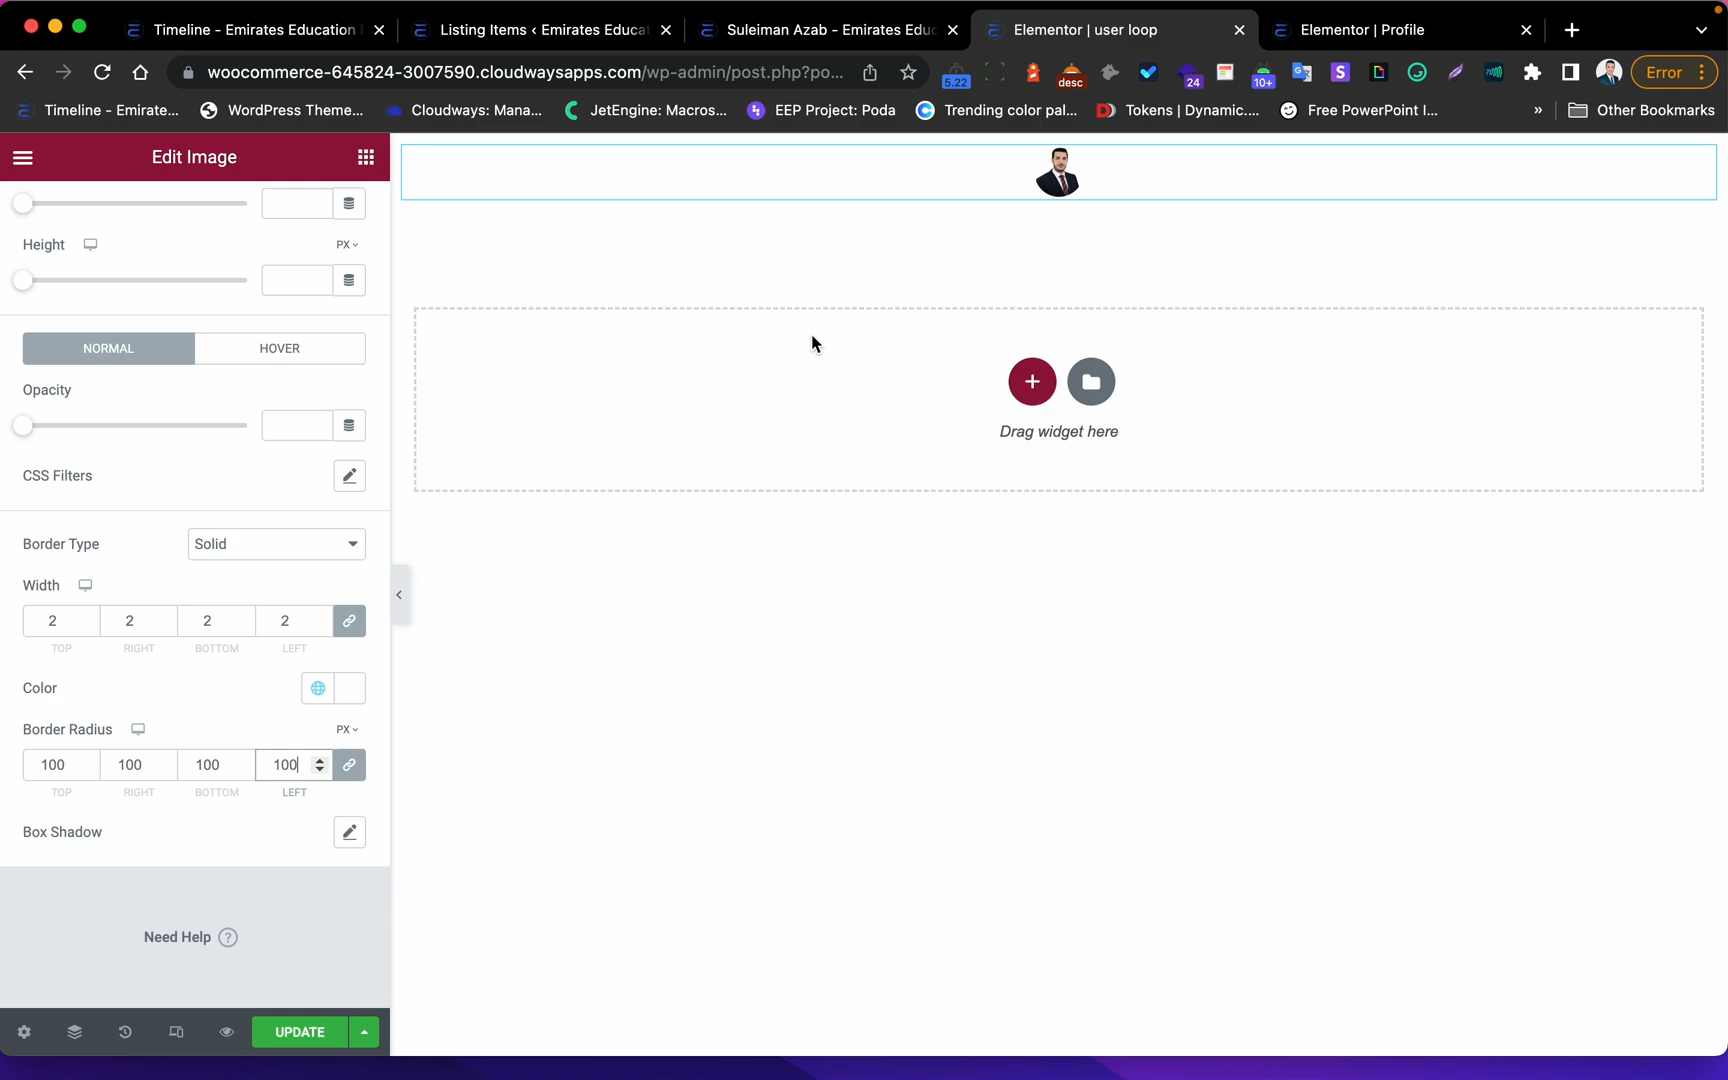 Timeline - Emirates Education
Listing Items ‹ Emirates Educat
Suleiman Azab - Emirates Educ
Elementor | user loop
Elementor | Profile
woocommerce-645824-3007590.cloudwaysapps.com/wp-admin/post.php?po...
5.22
desc
24
10+
Error
Timeline - Emirate...
WordPress Theme...
Cloudways: Mana...
JetEngine: Macros...
EEP Project: Poda
Trending color pal...
Tokens | Dynamic....
Free PowerPoint I...
»
Other Bookmarks
Edit Image
Height
PX
NORMAL
HOVER
Opacity
CSS Filters
Drag widget here
Border Type
Solid
Width
2 2 2 2
TOP RIGHT BOTTOM LEFT
Color
Border Radius
PX
100 100 100 100
TOP RIGHT BOTTOM LEFT
Box Shadow
Need Help ?
UPDATE